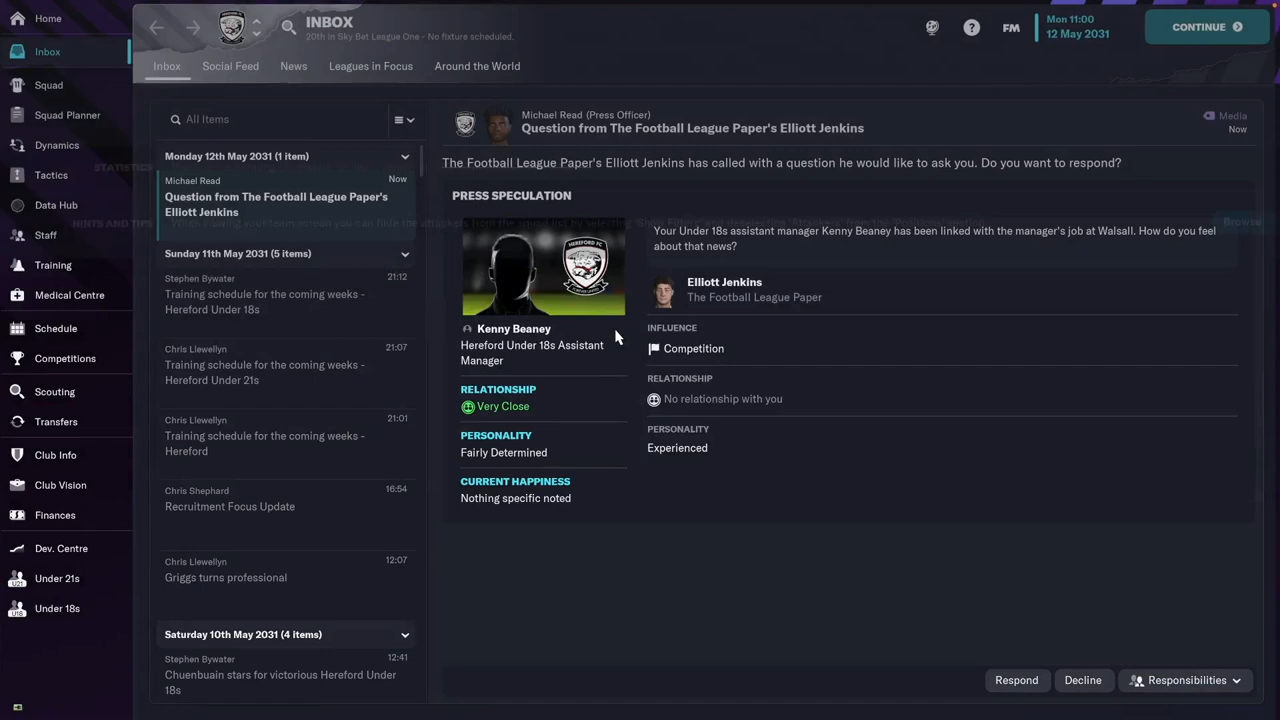 Home
Inbox
Squad
Squad Planner
Dynamics
Tactics
Data Hub
Staff
Training
Medical Centre
Schedule
Competitions
Scouting
Transfers
Club Info
Club Vision
Finances
Dev. Centre
U21 Under 21s
U18 Under 18s
INBOX
20th in Sky Bet League One - No fixture scheduled.
FM
Mon 11:00
12 May 2031
CONTINUE
Inbox Social Feed News Leagues in Focus Around the World
All Items
Monday 12th May 2031 (1 item)
Michael Read Now
Question from The Football League Paper's
Elliott Jenkins
Sunday 11th May 2031 (5 items)
Stephen Bywater 21:12
Training schedule for the coming weeks -
Hereford Under 18s
Chris Llewellyn 21:07
Training schedule for the coming weeks -
Hereford Under 21s
Chris Llewellyn 21:01
Training schedule for the coming weeks -
Hereford
Chris Shephard 16:54
Recruitment Focus Update
Chris Llewellyn 12:07
Griggs turns professional
Saturday 10th May 2031 (4 items)
Stephen Bywater 12:41
Chuenbuain stars for victorious Hereford Under
18s
Michael Read (Press Officer)
Question from The Football League Paper's Elliott Jenkins
Media
Now
The Football League Paper's Elliott Jenkins has called with a question he would like to ask you. Do you want to respond?
PRESS SPECULATION
HEREFORD FC
Kenny Beaney
Hereford Under 18s Assistant
Manager
RELATIONSHIP
Very Close
PERSONALITY
Fairly Determined
CURRENT HAPPINESS
Nothing specific noted
Browse
Your Under 18s assistant manager Kenny Beaney has been linked with the manager's job at Walsall. How do you feel
about that news?
Elliott Jenkins
The Football League Paper
INFLUENCE
Competition
RELATIONSHIP
No relationship with you
PERSONALITY
Experienced
Respond Decline Responsibilities
STATISTICS
HINTS AND TIPS